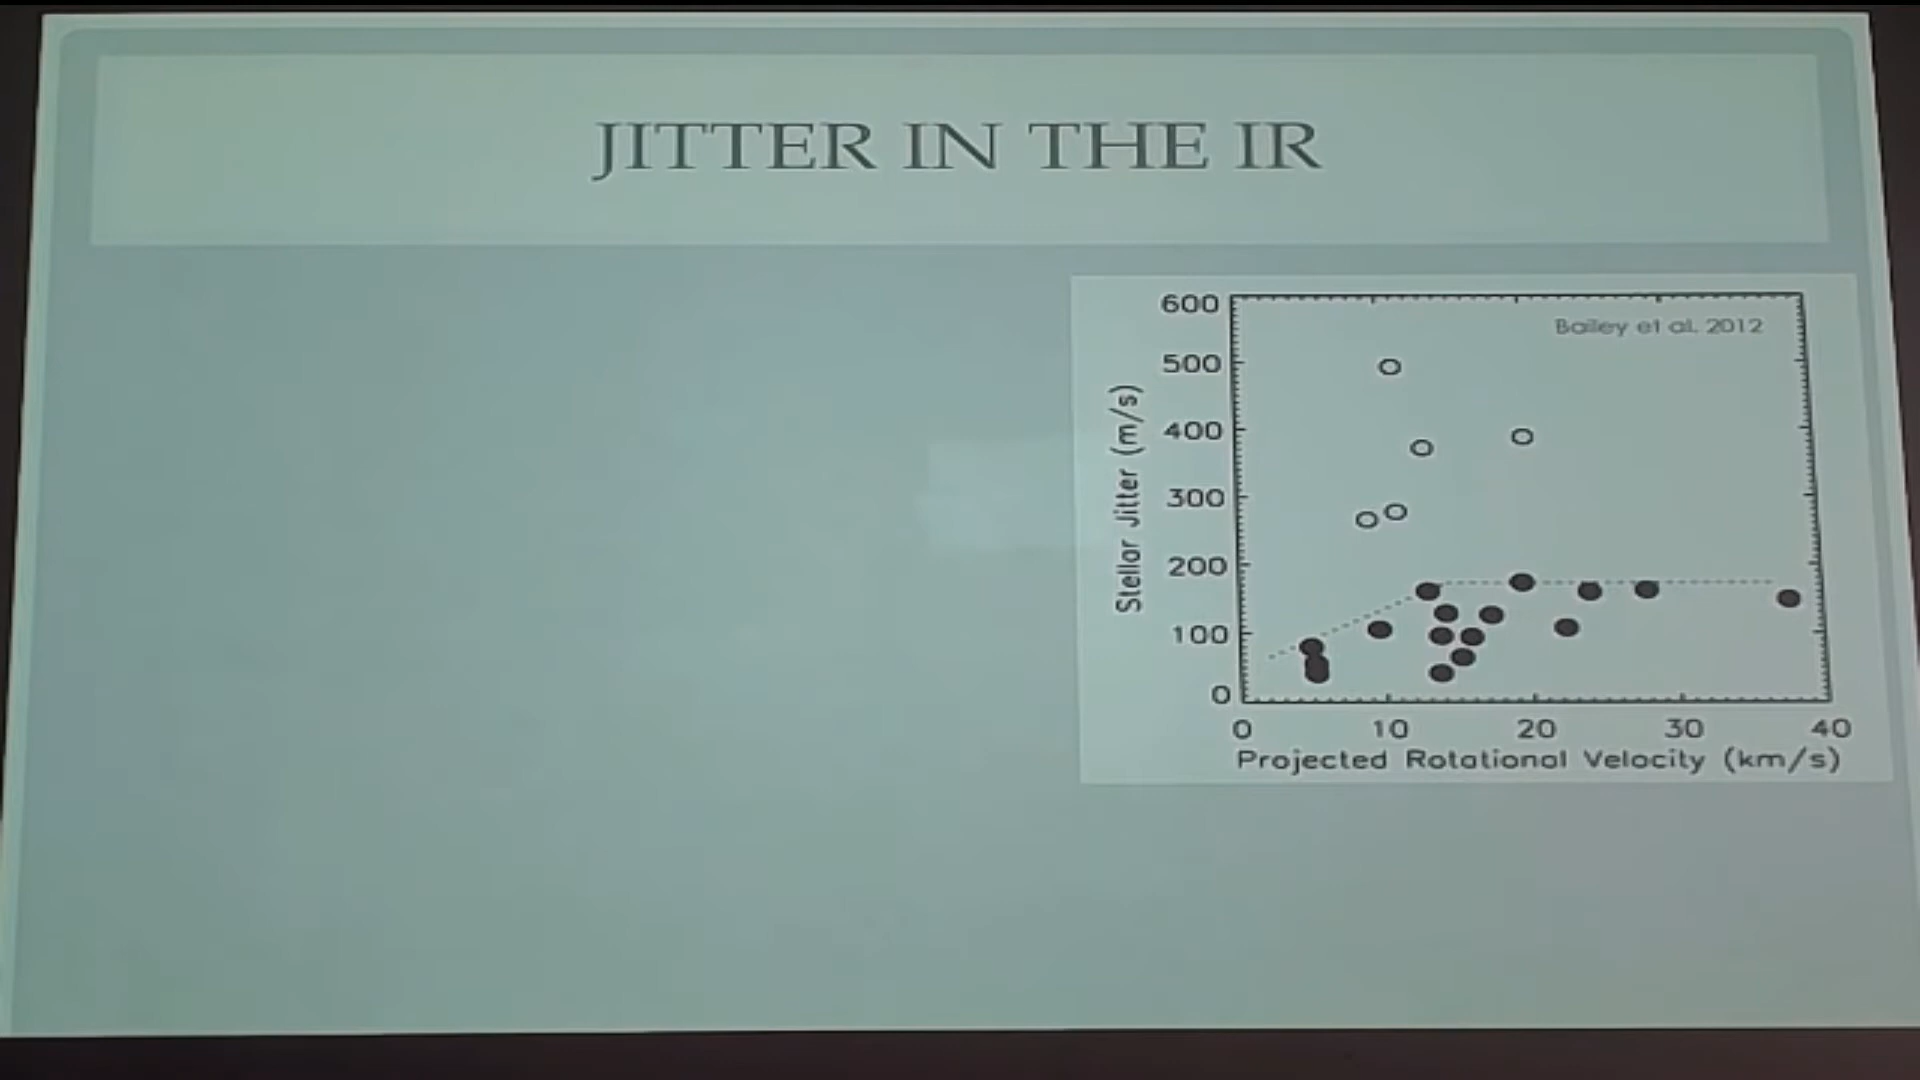 JITTER IN THE IR
Bailey et al. 2012
600
500
400
300
200
100
0
Stellar Jitter (m/s)
0 10 20 30 40
Projected Rotational Velocity (km/s)